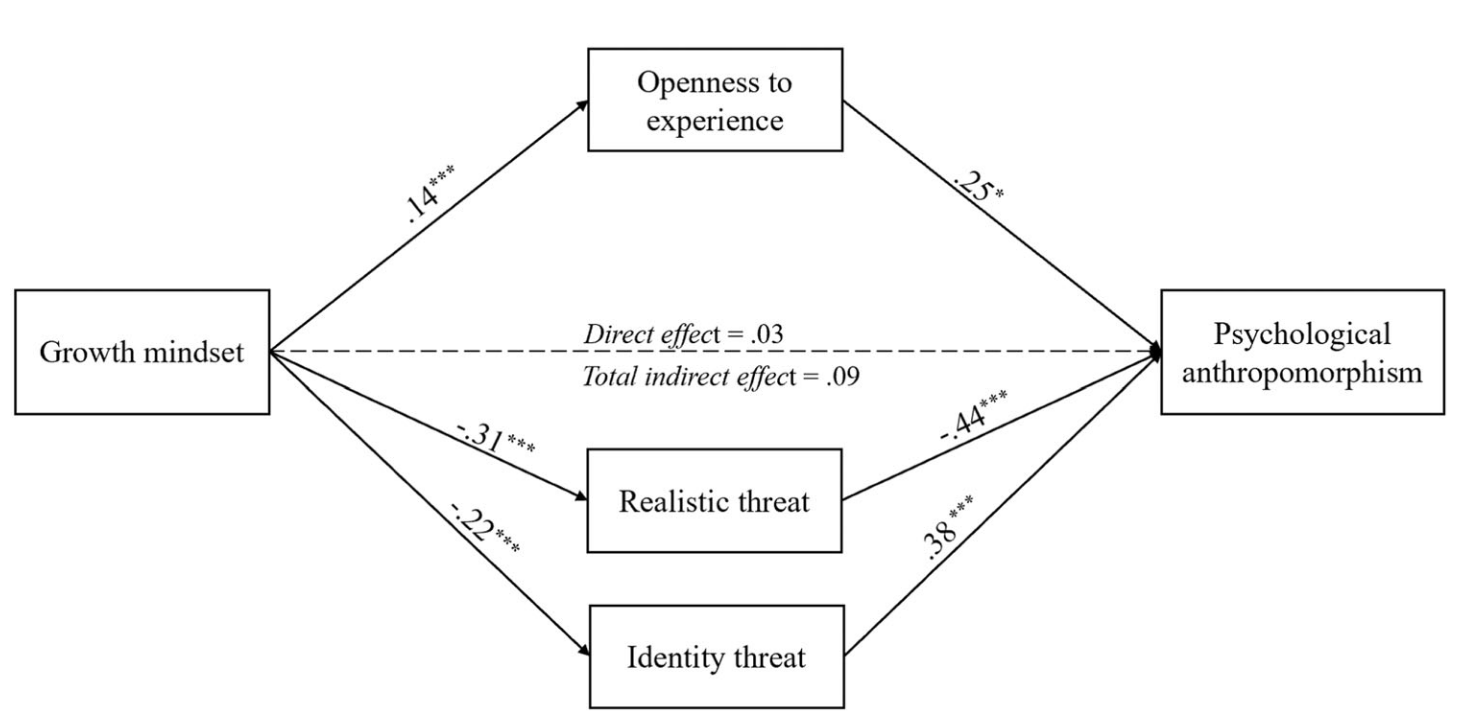 Openness to
experience
.14***
.25*
Growth mindset
Direct effect = .03
Total indirect effect = .09
Psychological
anthropomorphism
-.31***
-.44***
Realistic threat
-.22***
.38***
Identity threat